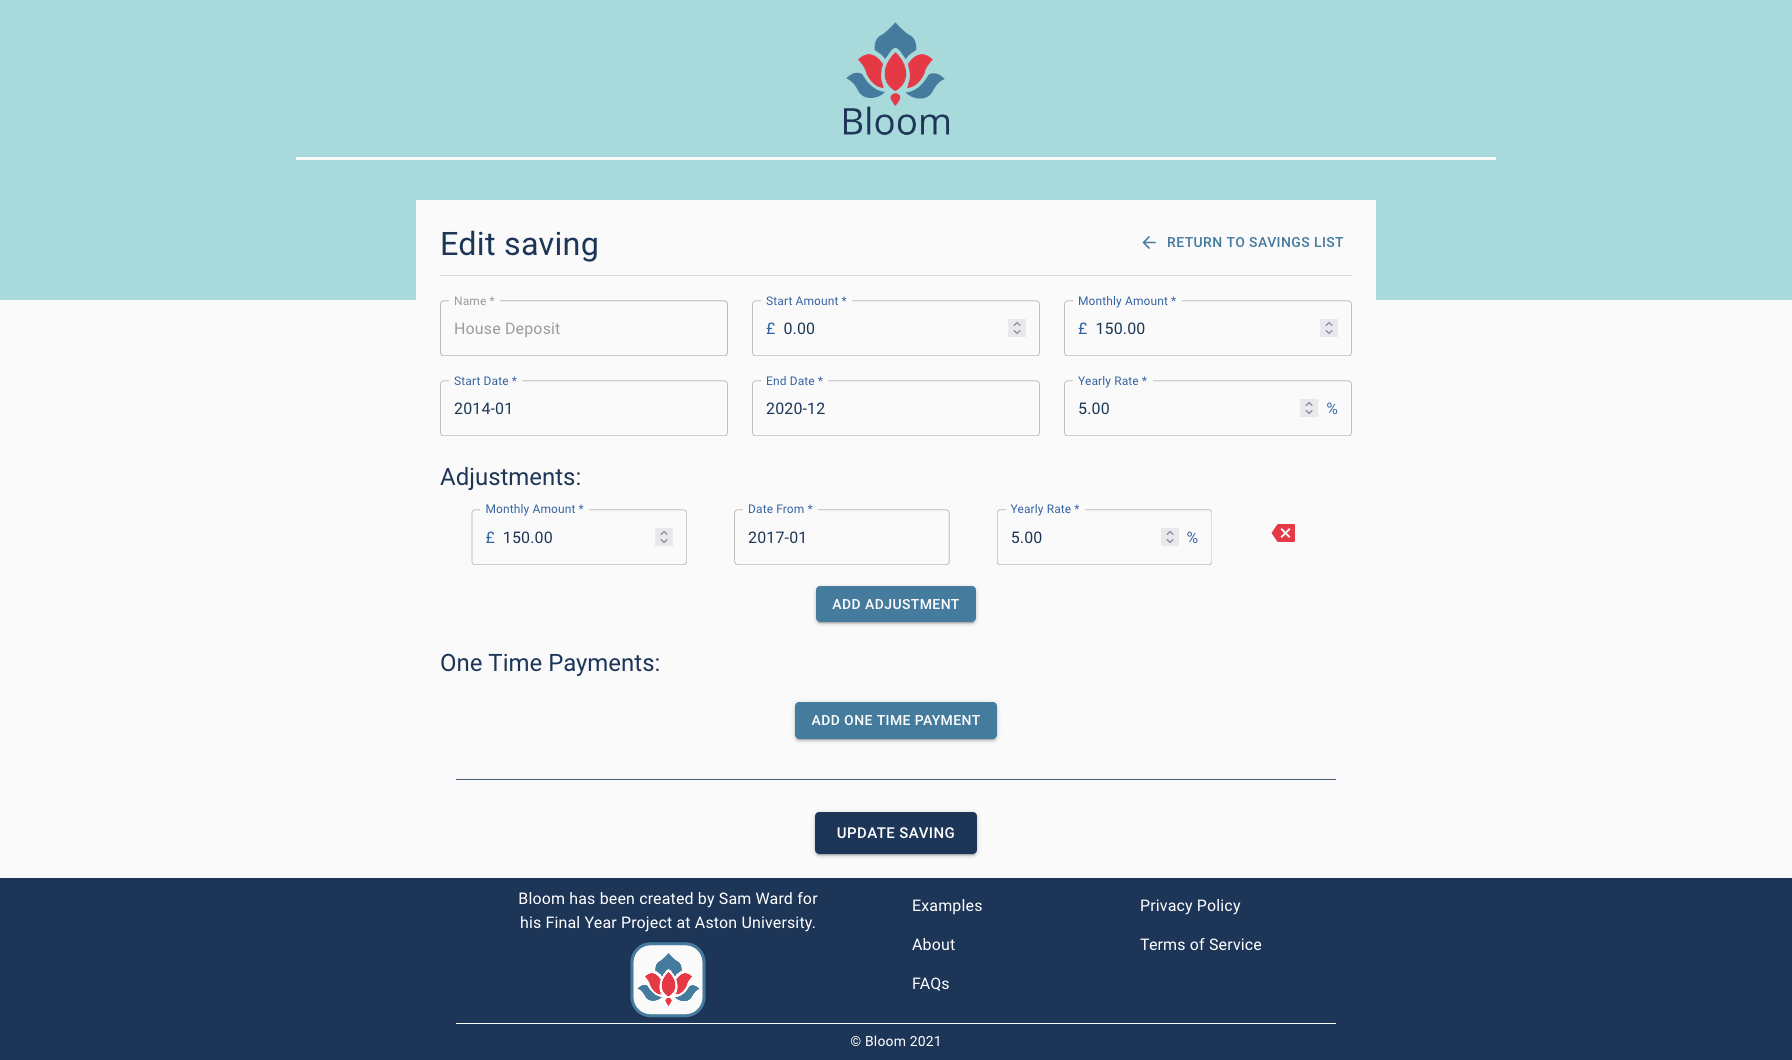 Bloom
Edit saving
RETURN TO SAVINGS LIST
Name *
House Deposit
Start Amount *
£ 0.00
Monthly Amount *
£ 150.00
Start Date *
2014-01
End Date *
2020-12
Yearly Rate *
5.00 %
Adjustments:
Monthly Amount *
£ 150.00
Date From *
2017-01
Yearly Rate *
5.00 %
ADD ADJUSTMENT
One Time Payments:
ADD ONE TIME PAYMENT
UPDATE SAVING
Bloom has been created by Sam Ward for
his Final Year Project at Aston University.
Examples
About
FAQs
Privacy Policy
Terms of Service
© Bloom 2021